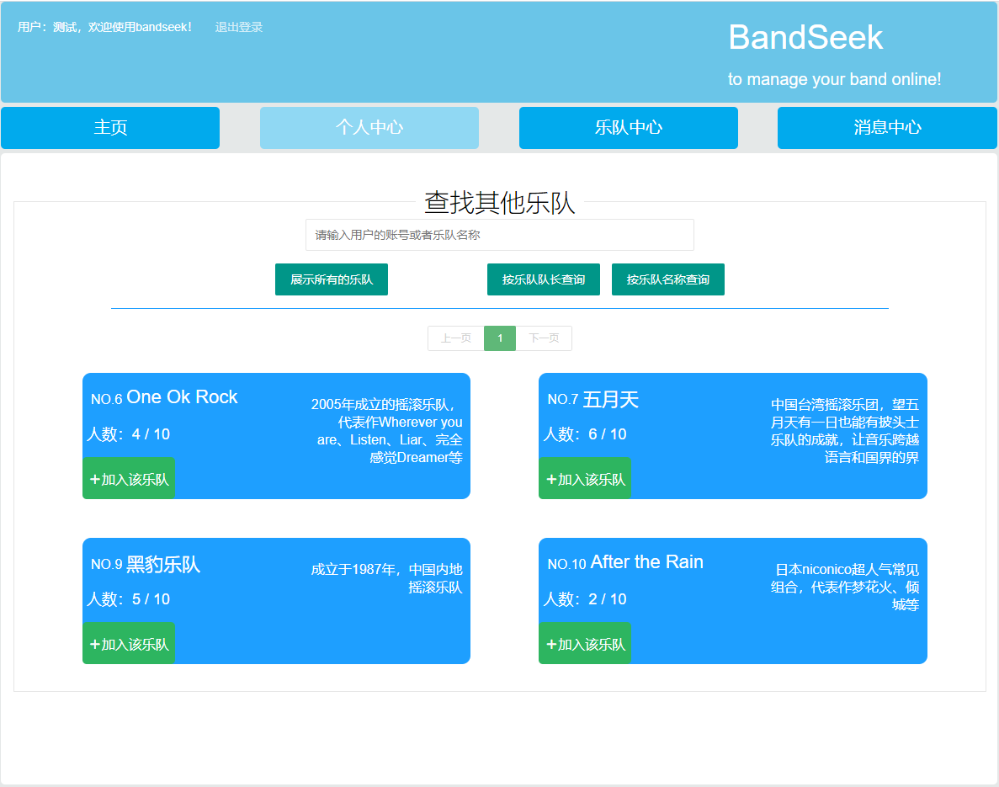 用户：测试，欢迎使用bandseek！ 退出登录
BandSeek
to manage your band online!
主页 个人中心 乐队中心 消息中心
查找其他乐队
请输入用户的账号或者乐队名称
展示所有的乐队 按乐队队长查询 按乐队名称查询
上一页 1 下一页
NO.6 One Ok Rock
人数：4 / 10
+加入该乐队
2005年成立的摇滚乐队，
代表作Wherever you
are、Listen、Liar、完全
感觉Dreamer等
NO.7 五月天
人数：6 / 10
+加入该乐队
中国台湾摇滚乐团，望五
月天有一日也能有披头士
乐队的成就，让音乐跨越
语言和国界的界
NO.9 黑豹乐队
人数：5 / 10
+加入该乐队
成立于1987年，中国内地
摇滚乐队
NO.10 After the Rain
人数：2 / 10
+加入该乐队
日本niconico超人气常见
组合，代表作梦花火、倾
城等